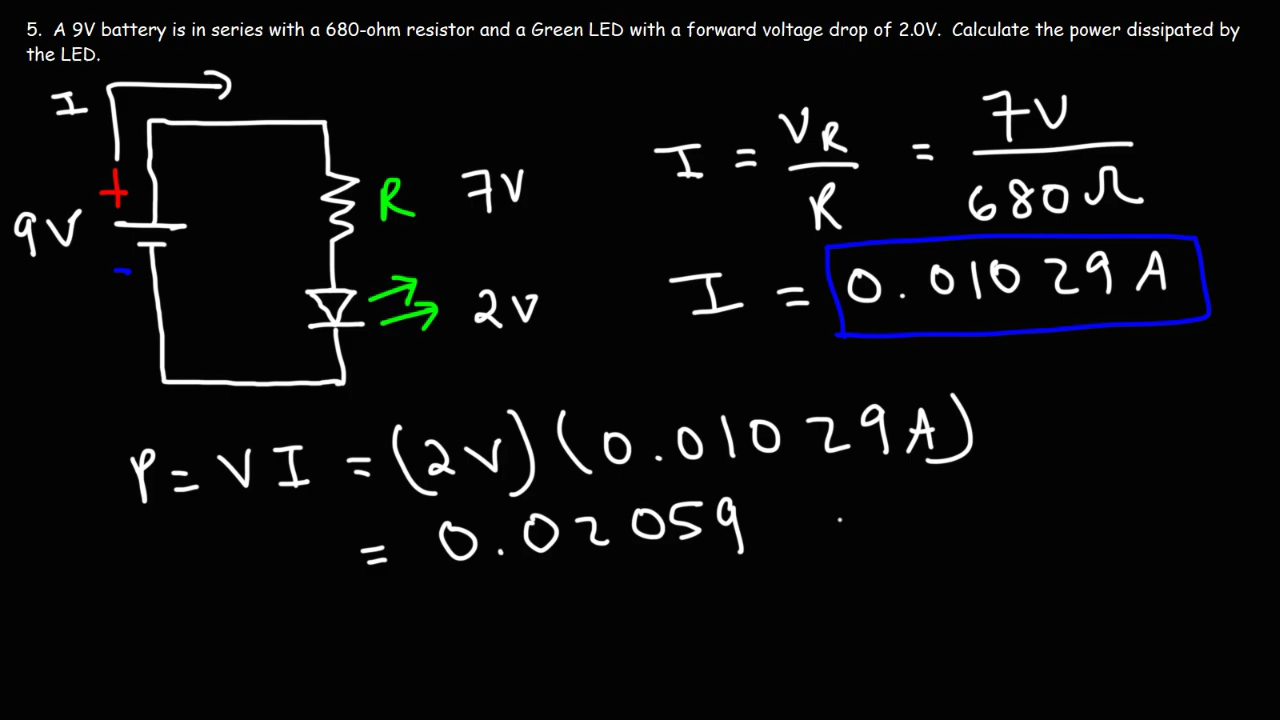 5. A 9V battery is in series with a 680-ohm resistor and a Green LED with a forward voltage drop of 2.0V. Calculate the power dissipated by
the LED.
I
+
9V
-
R 7V
2V
I = V_R / R = 7V / 680 Ω
I = 0.01029 A
P = VI = (2V)(0.01029A)
= 0.02059